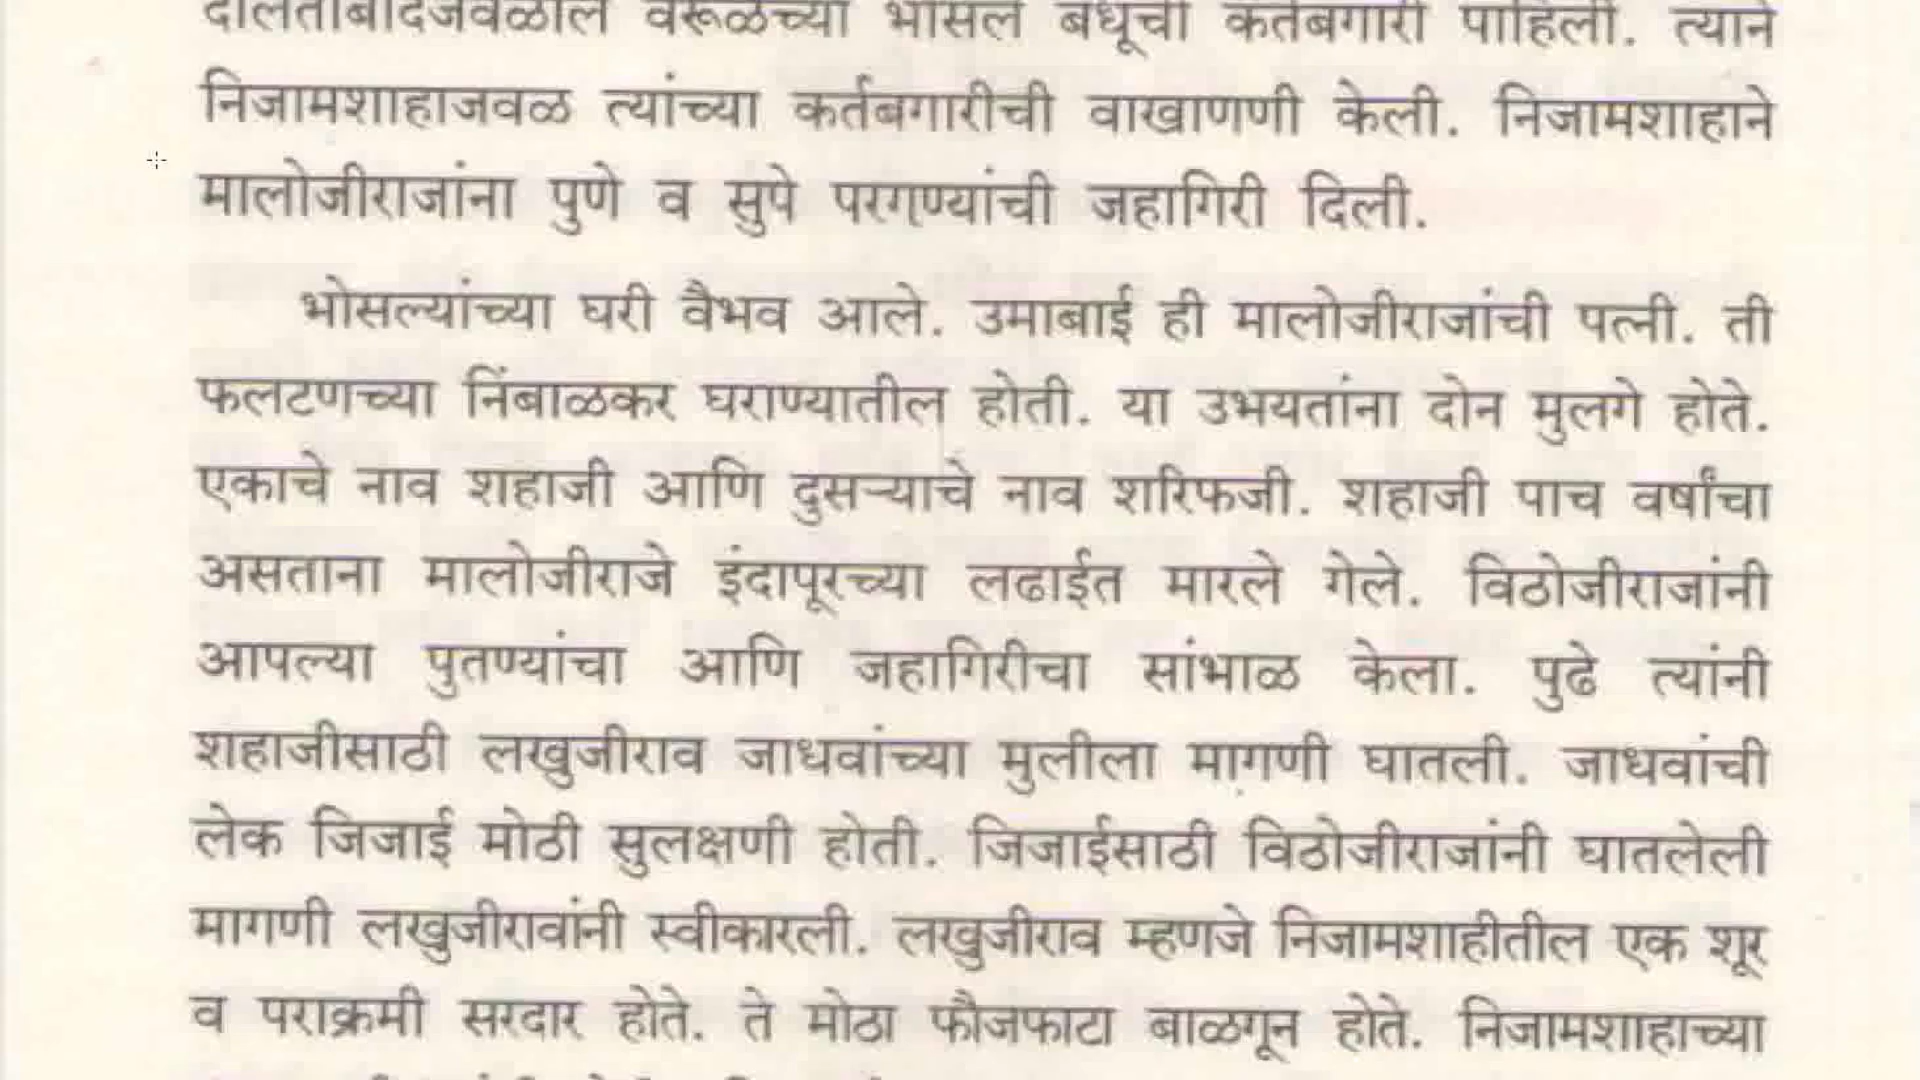 दौलताबादजवळील वेरूळच्या भोसले बंधूंची कर्तबगारी पाहिली. त्याने
निजामशाहाजवळ त्यांच्या कर्तबगारीची वाखाणणी केली. निजामशाहाने
मालोजीराजांना पुणे व सुपे परगण्यांची जहागिरी दिली.
भोसल्यांच्या घरी वैभव आले. उमाबाई ही मालोजीराजांची पत्नी. ती
फलटणच्या निंबाळकर घराण्यातील होती. या उभयतांना दोन मुलगे होते.
एकाचे नाव शहाजी आणि दुसऱ्याचे नाव शरिफजी. शहाजी पाच वर्षांचा
असताना मालोजीराजे इंदापूरच्या लढाईत मारले गेले. विठोजीराजांनी
आपल्या पुतण्यांचा आणि जहागिरीचा सांभाळ केला. पुढे त्यांनी
शहाजीसाठी लखुजीराव जाधवांच्या मुलीला मागणी घातली. जाधवांची
लेक जिजाई मोठी सुलक्षणी होती. जिजाईसाठी विठोजीराजांनी घातलेली
मागणी लखुजीरावांनी स्वीकारली. लखुजीराव म्हणजे निजामशाहीतील एक शूर
व पराक्रमी सरदार होते. ते मोठा फौजफाटा बाळगून होते. निजामशाहाच्या